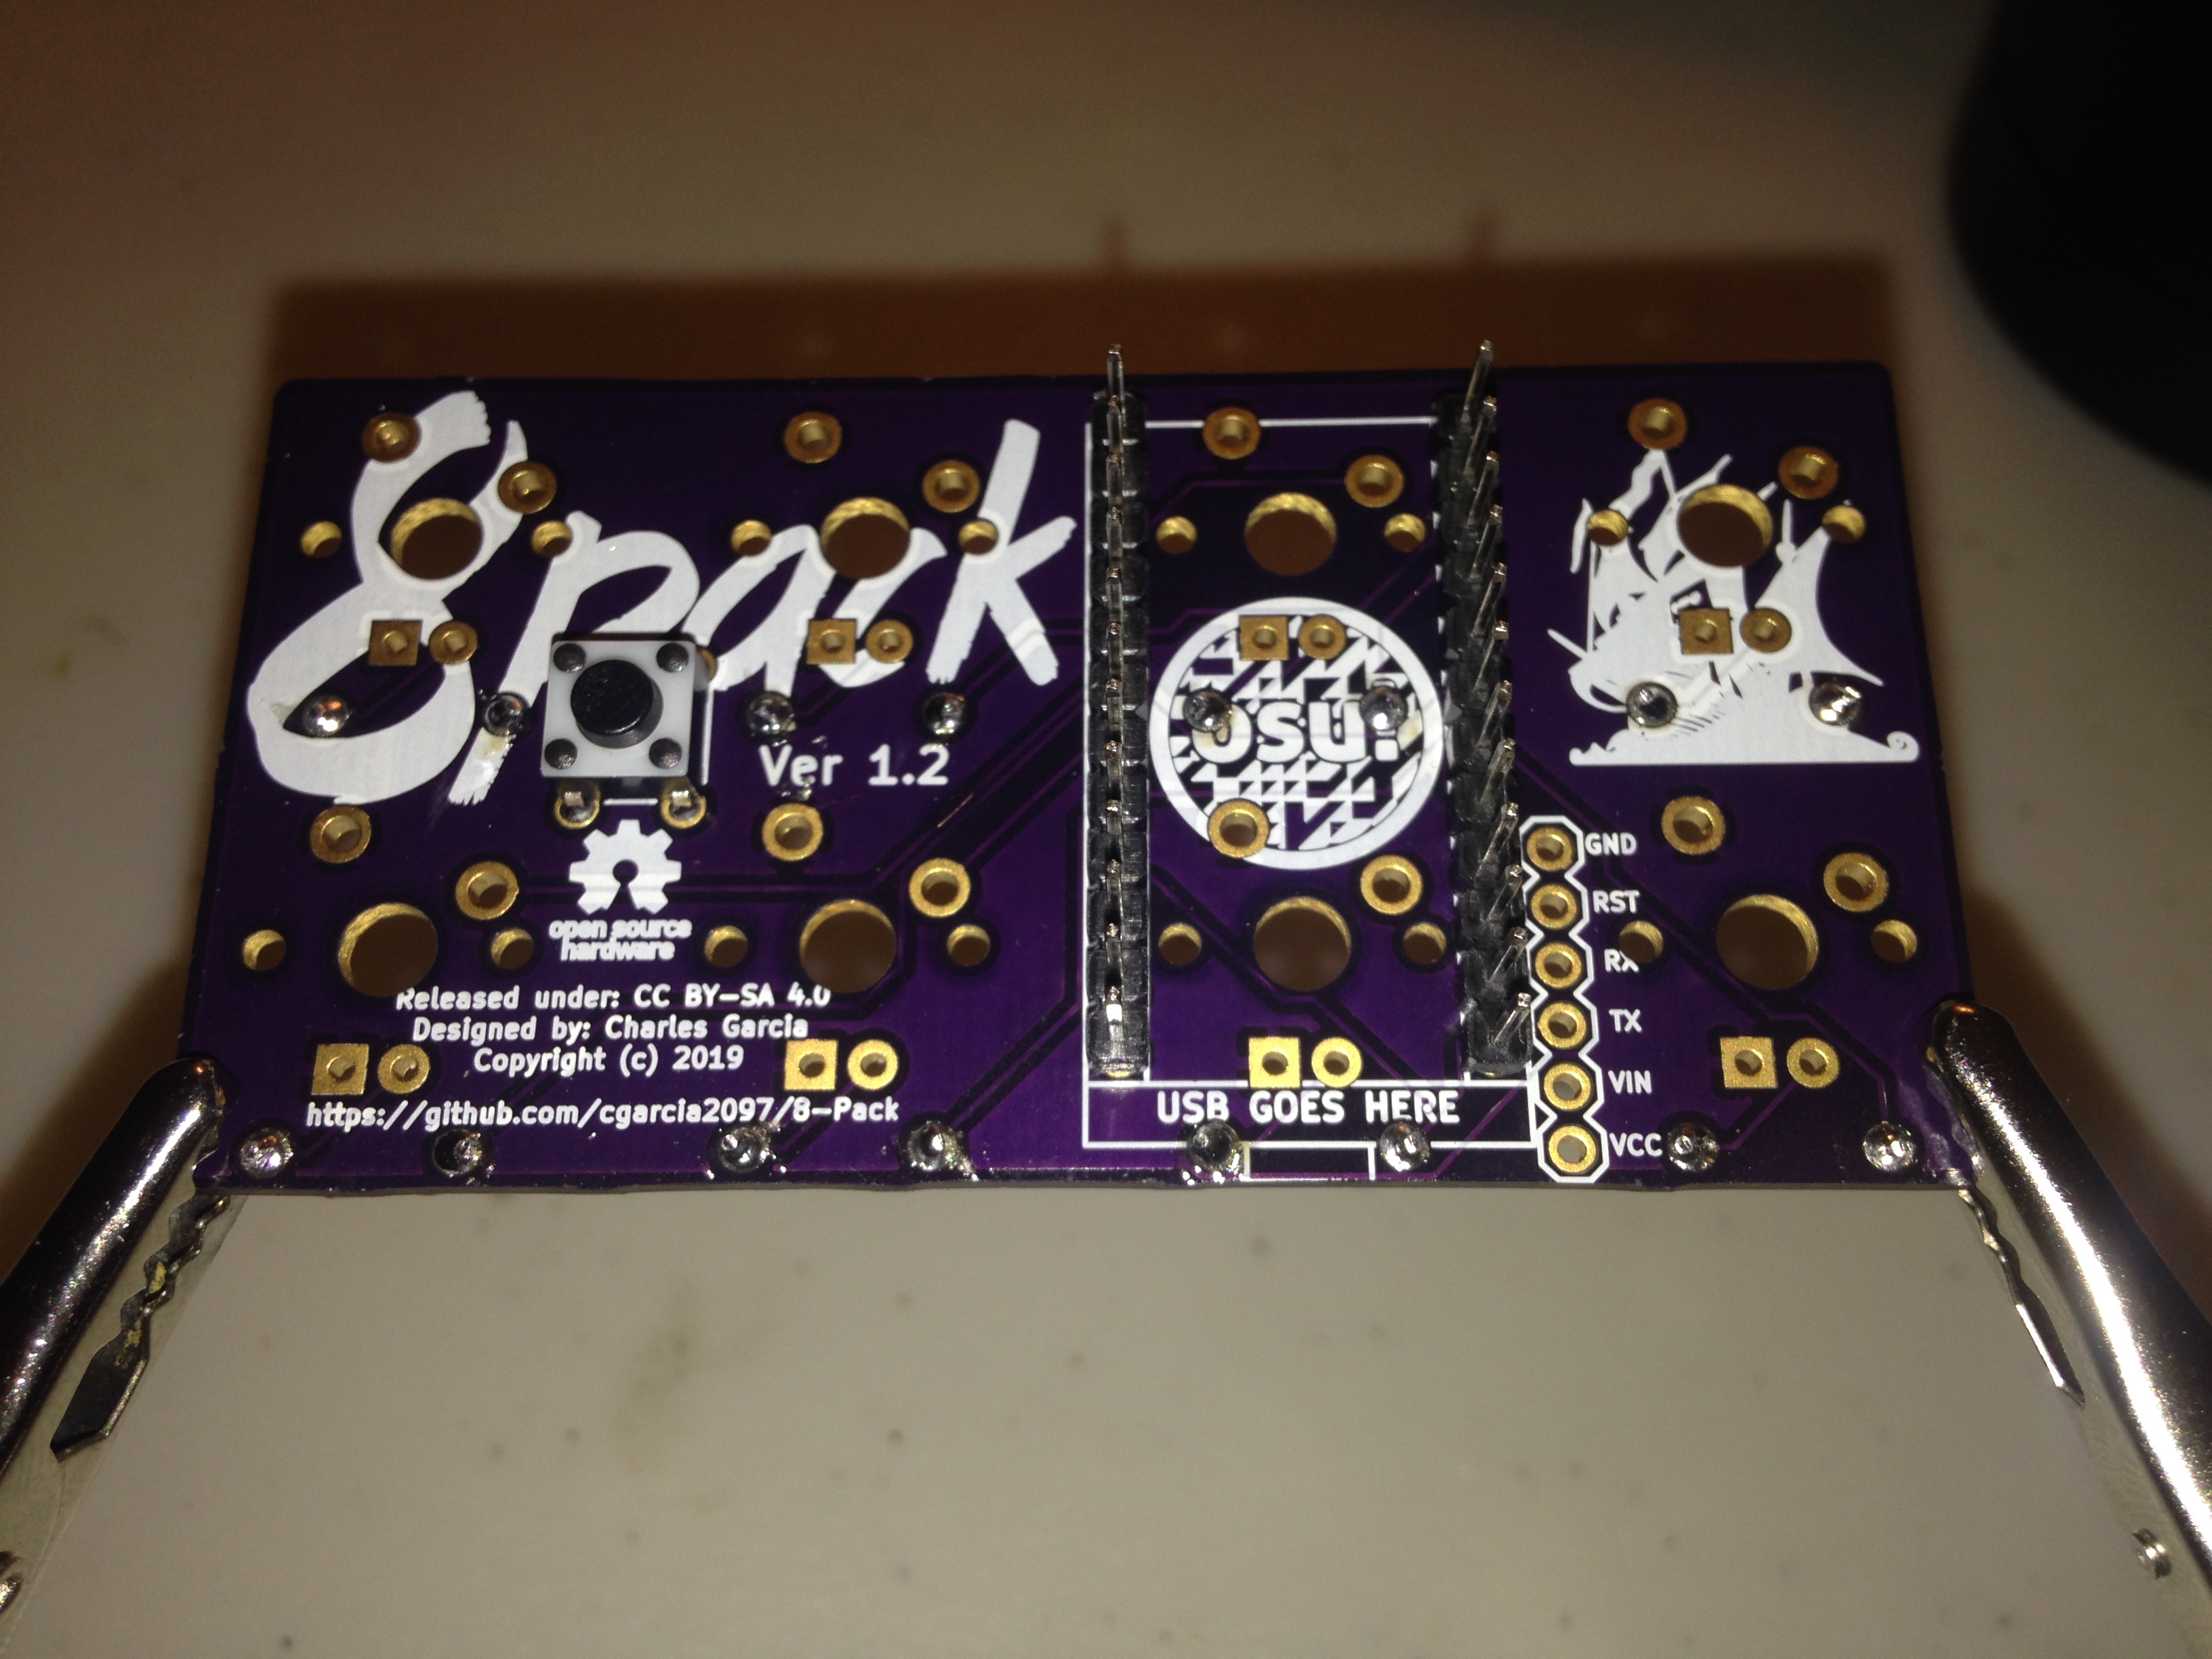 8pack
Ver 1.2
osu!
open source
hardware
Released under: CC BY-SA 4.0
Designed by: Charles Garcia
Copyright (c) 2019
https://github.com/cgarcia2097/8-Pack
USB GOES HERE
GND
RST
RX
TX
VIN
VCC